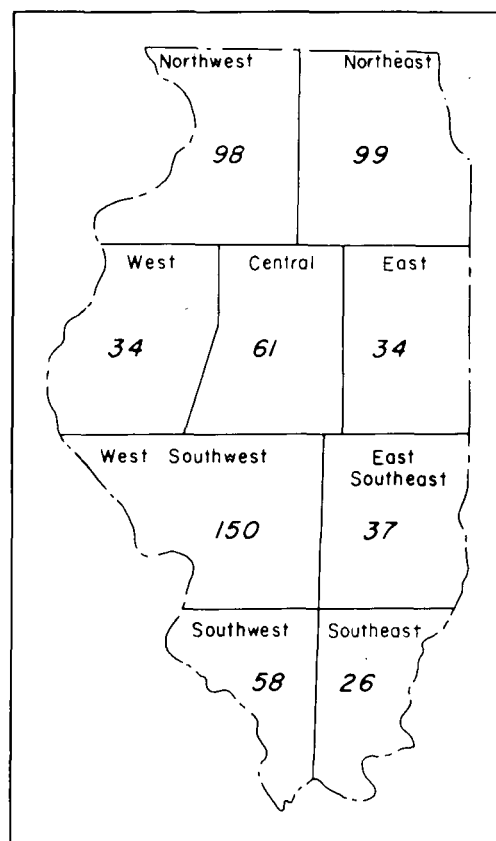 Northwest Northeast
98 99
West Central East
34 61 34
West Southwest East
Southeast
150 37
Southwest Southeast
58 26